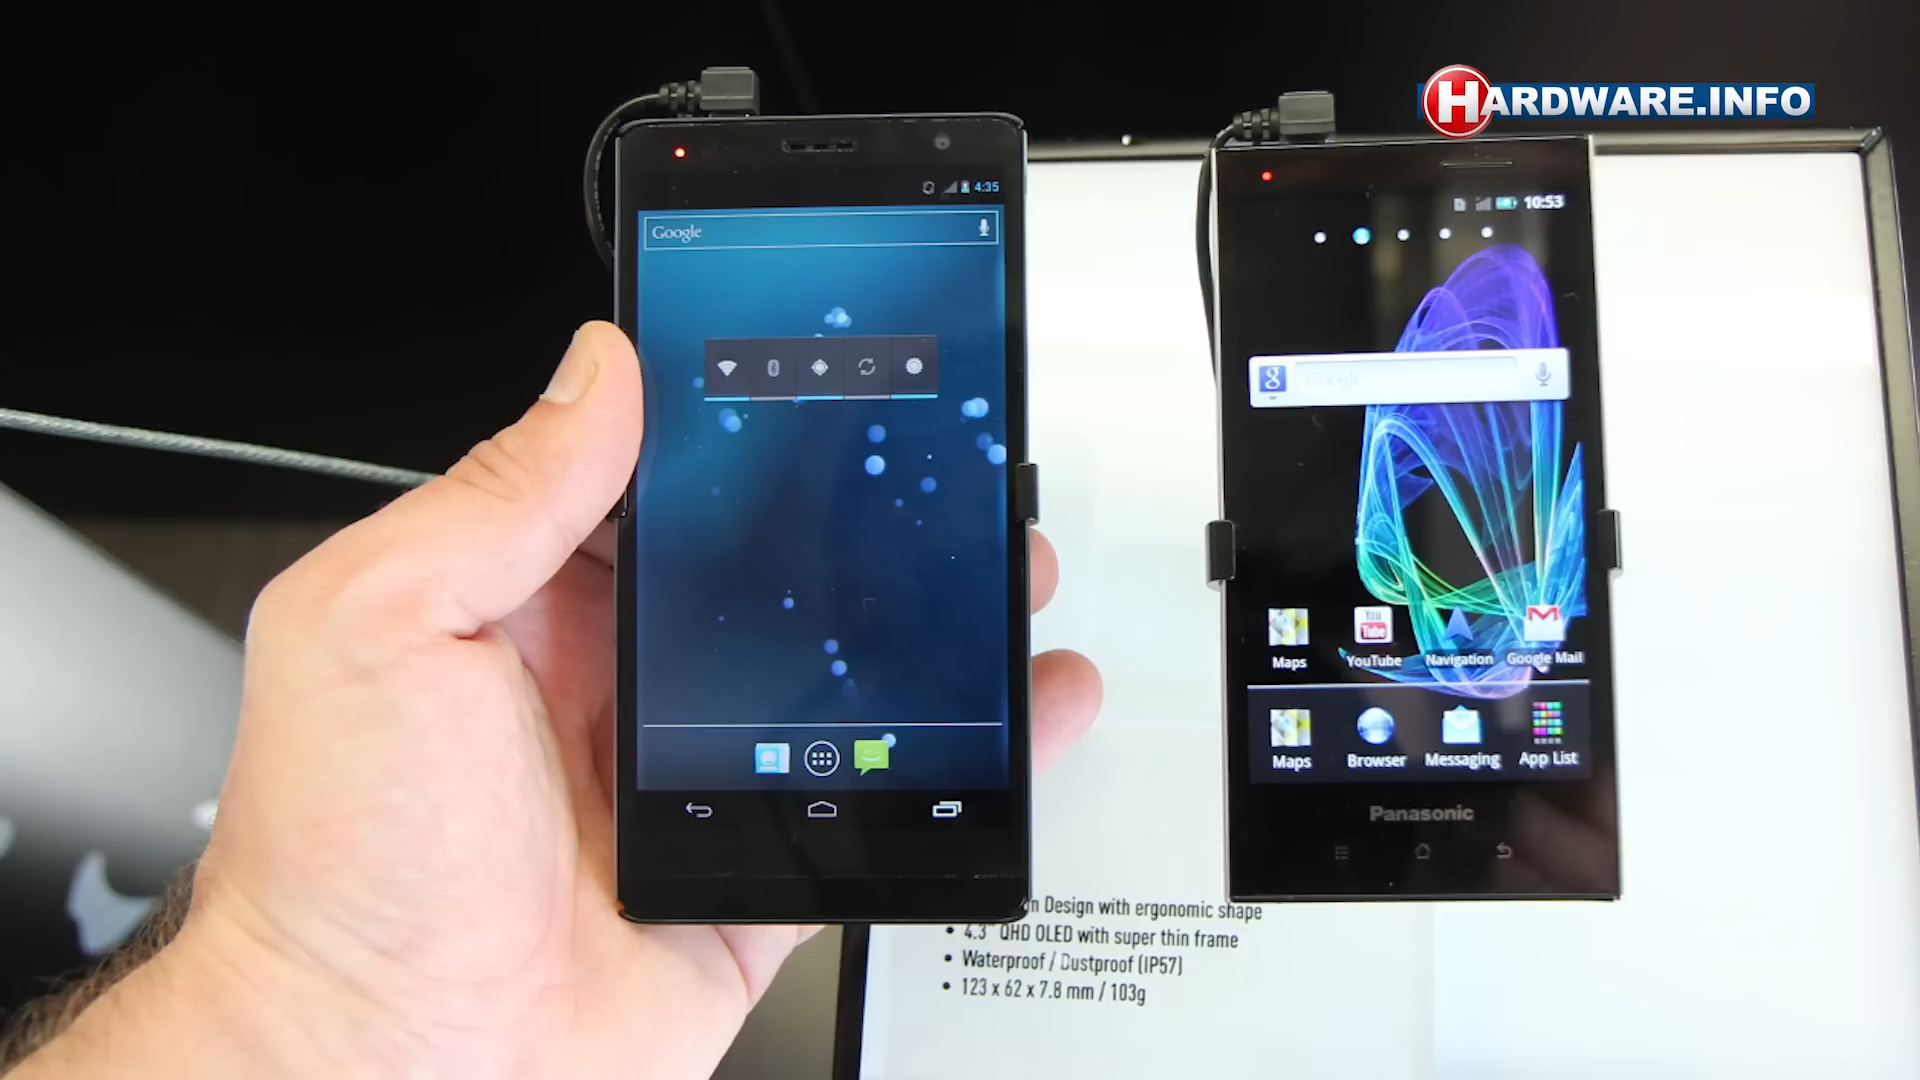 HARDWARE.INFO
4:35
Google
10:53
g Google
Maps YouTube Navigation Google Mail
Maps Browser Messaging App List
Panasonic
n Design with ergonomic shape
• 4.3" QHD OLED with super thin frame
• Waterproof / Dustproof (IP57)
• 123 x 62 x 7.8 mm / 103g